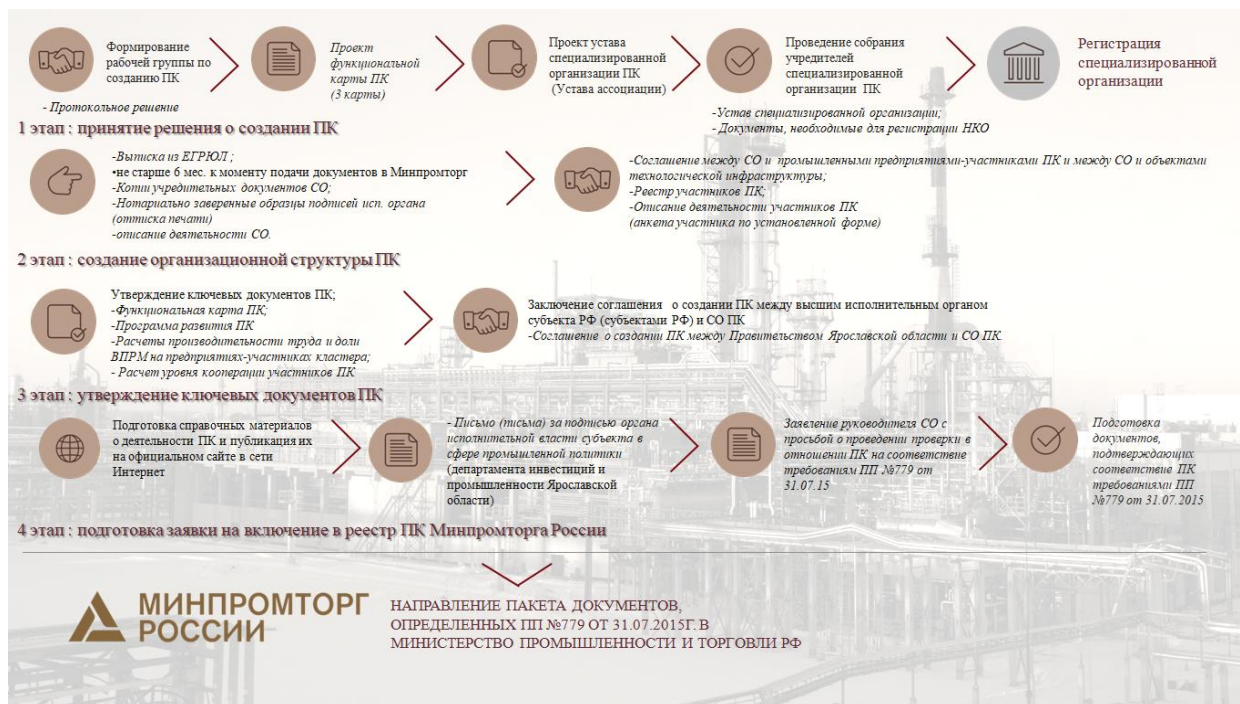 Формирование
рабочей группы по
созданию ПК
- Протокольное решение
Проект
функциональной
карты ПК
(3 карты)
Проект устава
специализированной
организации ПК
(Устава ассоциации)
Проведение собрания
учредителей
специализированной
организации ПК
-Устав специализированной организации;
- Документы, необходимые для регистрации НКО
Регистрация
специализированной
организации
1 этап : принятие решения о создании ПК
-Выписка из ЕГРЮЛ ;
•не старше 6 мес. к моменту подачи документов в Минпромторг
-Копии учредительных документов СО;
-Нотариально заверенные образцы подписей исп. органа
(оттиска печати)
-описание деятельности СО.
-Соглашение между СО и промышленными предприятиями-участниками ПК и между СО и объектами
технологической инфраструктуры;
-Реестр участников ПК;
-Описание деятельности участников ПК
(анкета участника по установленной форме)
2 этап : создание организационной структуры ПК
Утверждение ключевых документов ПК;
-Функциональная карта ПК;
-Программа развития ПК
-Расчеты производительности труда и доли
ВПРМ на предприятиях-участниках кластера;
- Расчет уровня кооперации участников ПК
Заключение соглашения о создании ПК между высшим исполнительным органом
субъекта РФ (субъектами РФ) и СО ПК
-Соглашение о создании ПК между Правительством Ярославской области и СО ПК.
3 этап : утверждение ключевых документов ПК
Подготовка справочных материалов
о деятельности ПК и публикация их
на официальном сайте в сети
Интернет
- Письмо (письма) за подписью органа
исполнительной власти субъекта в
сфере промышленной политики
(департамента инвестиций и
промышленности Ярославской
области)
Заявление руководителя СО с
просьбой о проведении проверки в
отношении ПК на соответствие
требованиям ПП №779 от
31.07.15
Подготовка
документов,
подтверждающих
соответствие ПК
требованиями ПП
№779 от 31.07.2015
4 этап : подготовка заявки на включение в реестр ПК Минпромторга России
МИНПРОМТОРГ
РОССИИ
НАПРАВЛЕНИЕ ПАКЕТА ДОКУМЕНТОВ,
ОПРЕДЕЛЕННЫХ ПП №779 ОТ 31.07.2015Г. В
МИНИСТЕРСТВО ПРОМЫШЛЕННОСТИ И ТОРГОВЛИ РФ